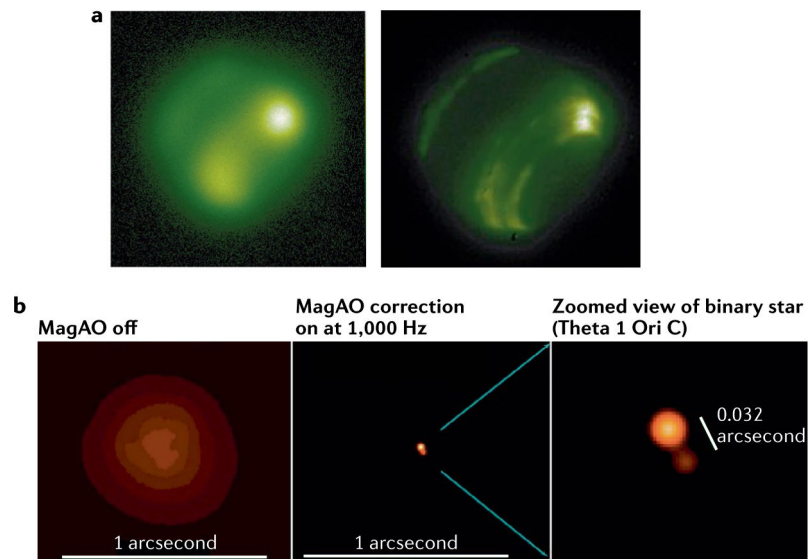 a
b
MagAO off
MagAO correction
on at 1,000 Hz
Zoomed view of binary star
(Theta 1 Ori C)
1 arcsecond
1 arcsecond
0.032
arcsecond